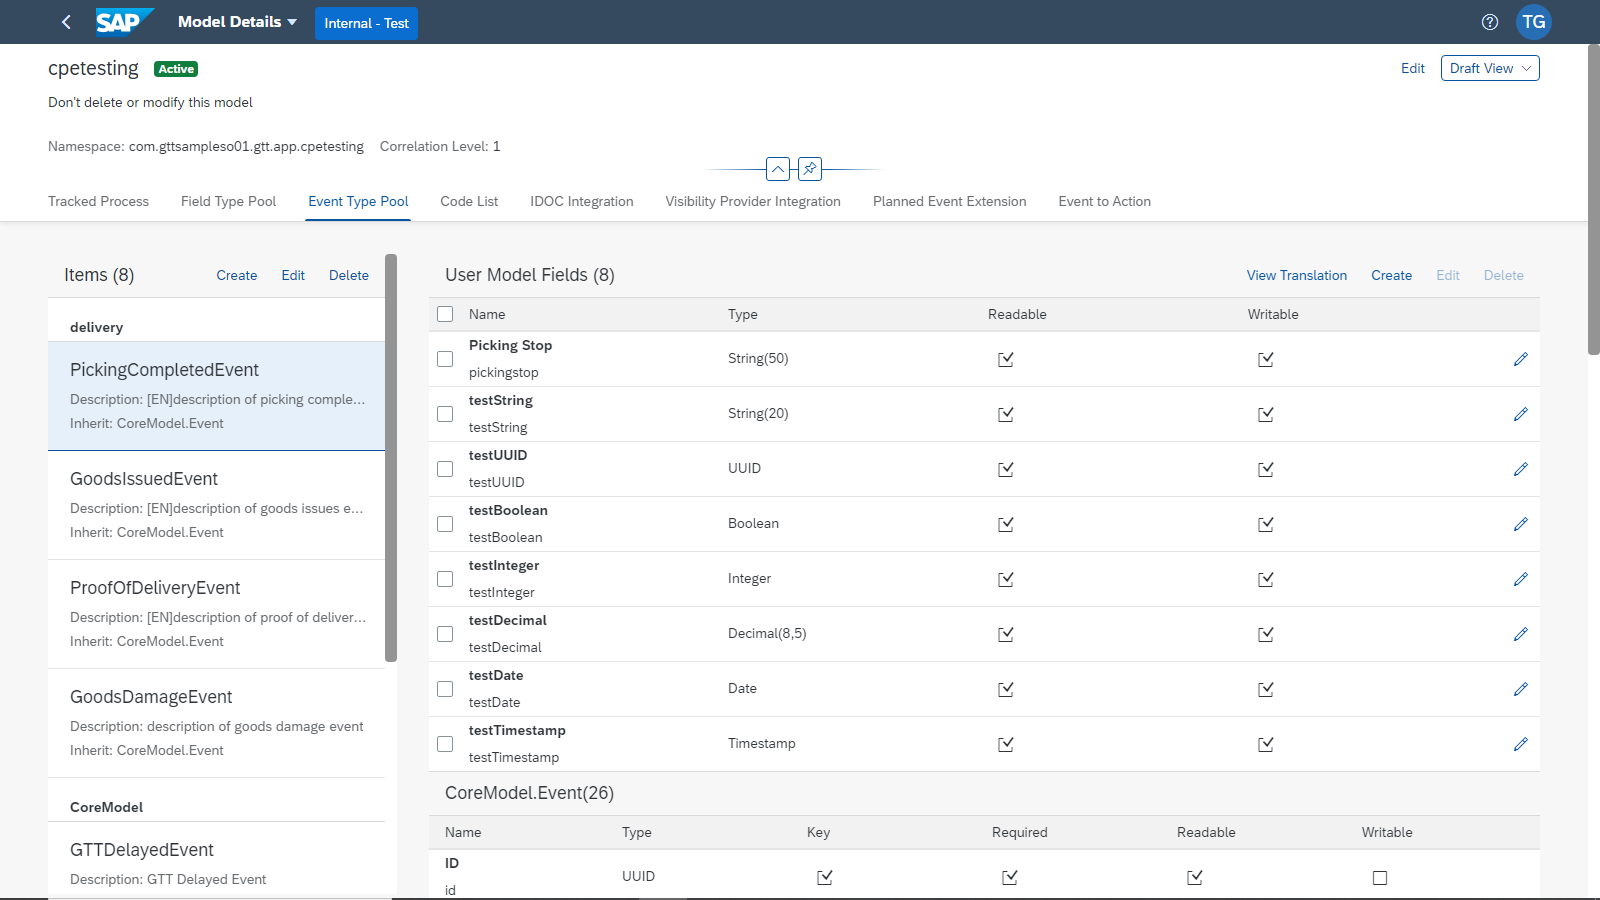 SAP Model Details Internal - Test ? TG
cpetesting Active Edit Draft View
Don't delete or modify this model
Namespace: com.gttsampleso01.gtt.app.cpetesting Correlation Level: 1
Tracked Process Field Type Pool Event Type Pool Code List IDOC Integration Visibility Provider Integration Planned Event Extension Event to Action
Items (8) Create Edit Delete
delivery
PickingCompletedEvent
Description: [EN]description of picking comple...
Inherit: CoreModel.Event
GoodsIssuedEvent
Description: [EN]description of goods issues e...
Inherit: CoreModel.Event
ProofOfDeliveryEvent
Description: [EN]description of proof of deliver...
Inherit: CoreModel.Event
GoodsDamageEvent
Description: description of goods damage event
Inherit: CoreModel.Event
CoreModel
GTTDelayedEvent
Description: GTT Delayed Event
User Model Fields (8) View Translation Create Edit Delete
Name Type Readable Writable
Picking Stop
pickingstop
String(50)
testString
testString
String(20)
testUUID
testUUID
UUID
testBoolean
testBoolean
Boolean
testInteger
testInteger
Integer
testDecimal
testDecimal
Decimal(8,5)
testDate
testDate
Date
testTimestamp
testTimestamp
Timestamp
CoreModel.Event(26)
Name Type Key Required Readable Writable
ID
id
UUID